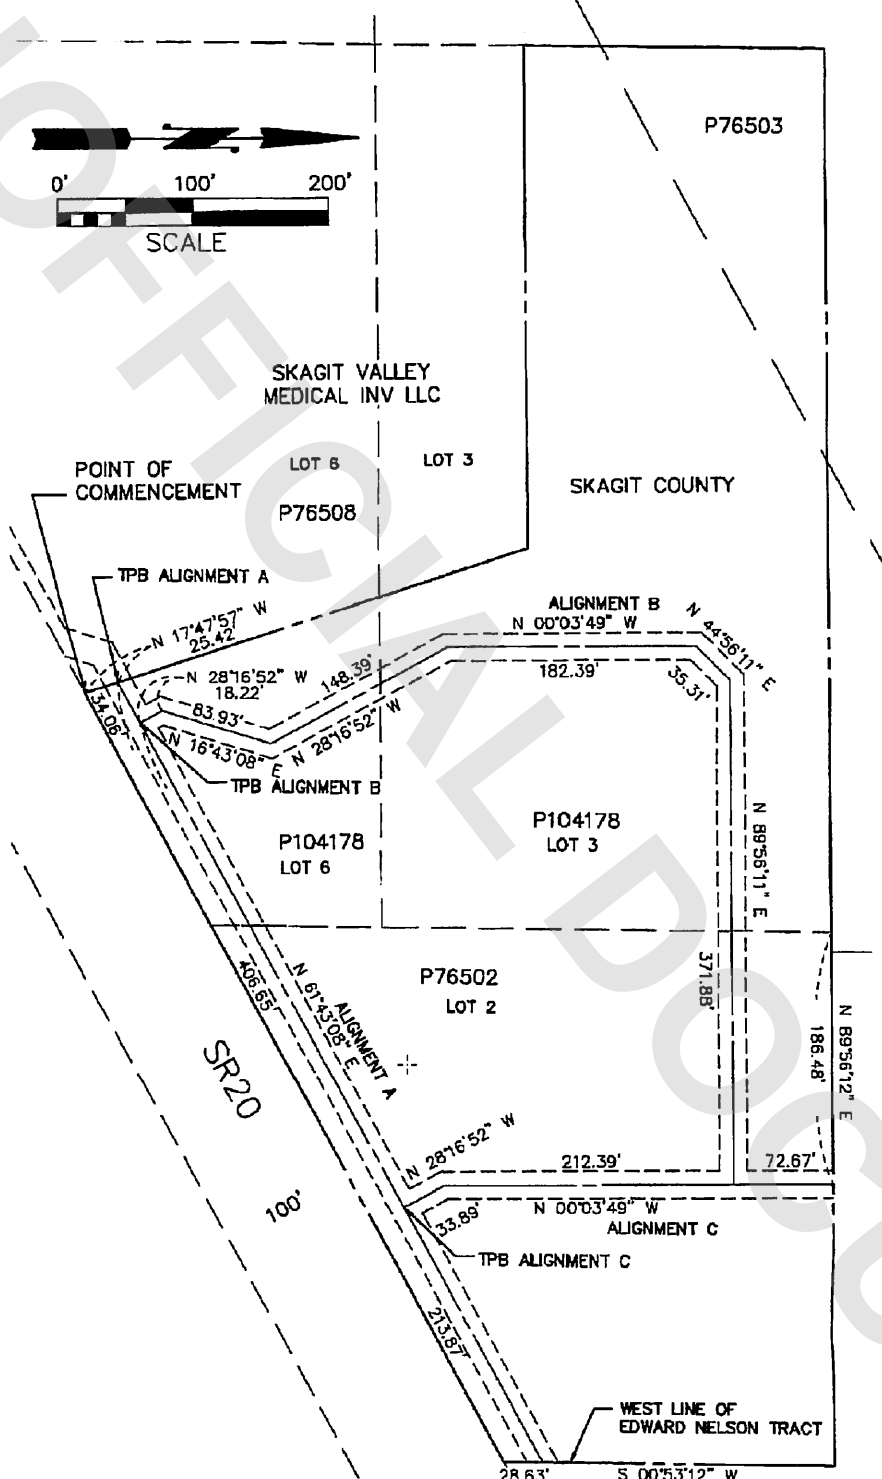 P76503
0' 100' 200'
SCALE
SKAGIT VALLEY
MEDICAL INV LLC
LOT 6
LOT 3
POINT OF
COMMENCEMENT
P76508
SKAGIT COUNTY
TPB ALIGNMENT A
N 17°47'57" W
25.42'
ALIGNMENT B
N 00°03'49" W
N 44°56'11" E
N 28°16'52" W
18.22'
148.39'
182.39'
35.31'
83.93'
34.06'
N 16°43'08" E
N 28°16'52" W
TPB ALIGNMENT B
P104178
LOT 6
P104178
LOT 3
N 89°56'11" E
P76502
LOT 2
371.88'
406.65'
N 61°43'08" E
ALIGNMENT A
N 89°56'12" E
186.48'
SR20
100'
N 28°16'52" W
212.39'
72.67'
33.89'
N 00°03'49" W
ALIGNMENT C
TPB ALIGNMENT C
213.87'
WEST LINE OF
EDWARD NELSON TRACT
28.63'
S 00°53'12" W
OFFICIAL DOCU